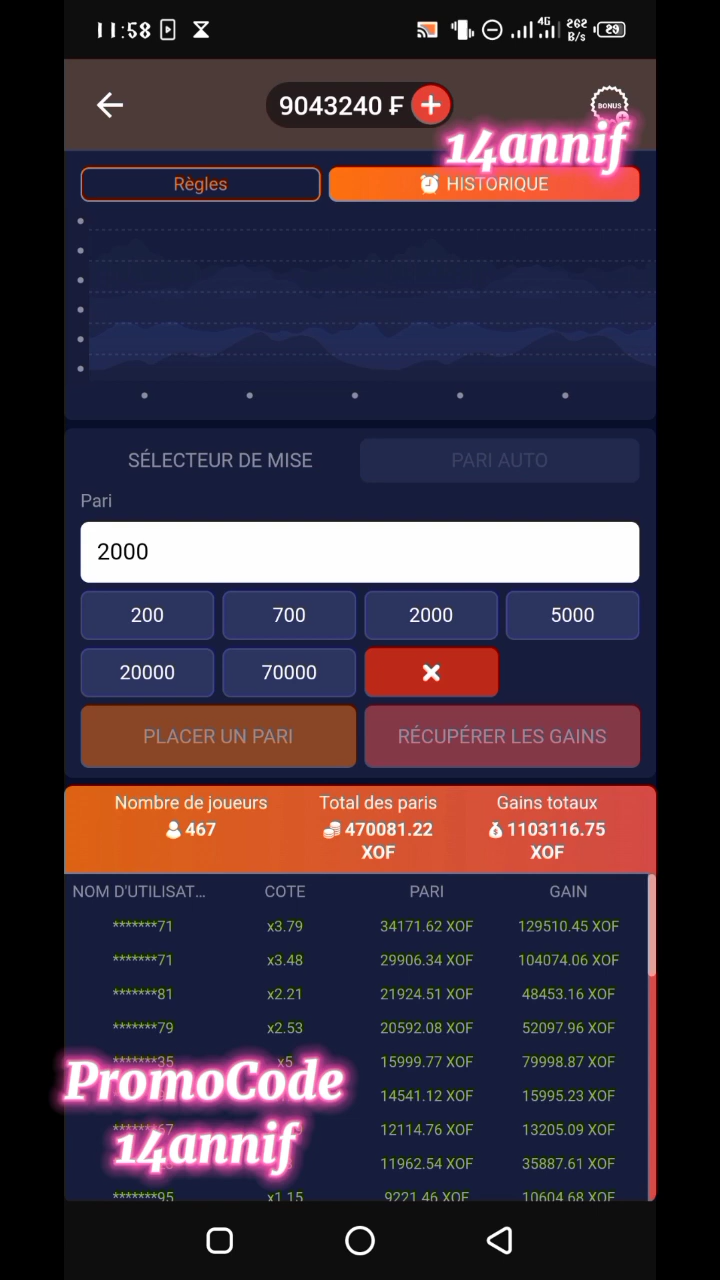 11:58 4G 262 B/s 29
9043240 ₣ +
BONUS
14annif
Règles HISTORIQUE
SÉLECTEUR DE MISE PARI AUTO
Pari
2000
200 700 2000 5000
20000 70000
PLACER UN PARI RÉCUPÉRER LES GAINS
Nombre de joueurs Total des paris Gains totaux
467 470081.22 XOF 1103116.75 XOF
NOM D'UTILISAT... COTE PARI GAIN
*******71 x3.79 34171.62 XOF 129510.45 XOF
*******71 x3.48 29906.34 XOF 104074.06 XOF
*******81 x2.21 21924.51 XOF 48453.16 XOF
*******79 x2.53 20592.08 XOF 52097.96 XOF
*******35 x5 15999.77 XOF 79998.87 XOF
PromoCode
14541.12 XOF 15995.23 XOF
12114.76 XOF 13205.09 XOF
14annif
11962.54 XOF 35887.61 XOF
*******95 x1.15 9221.46 XOF 10604.68 XOF